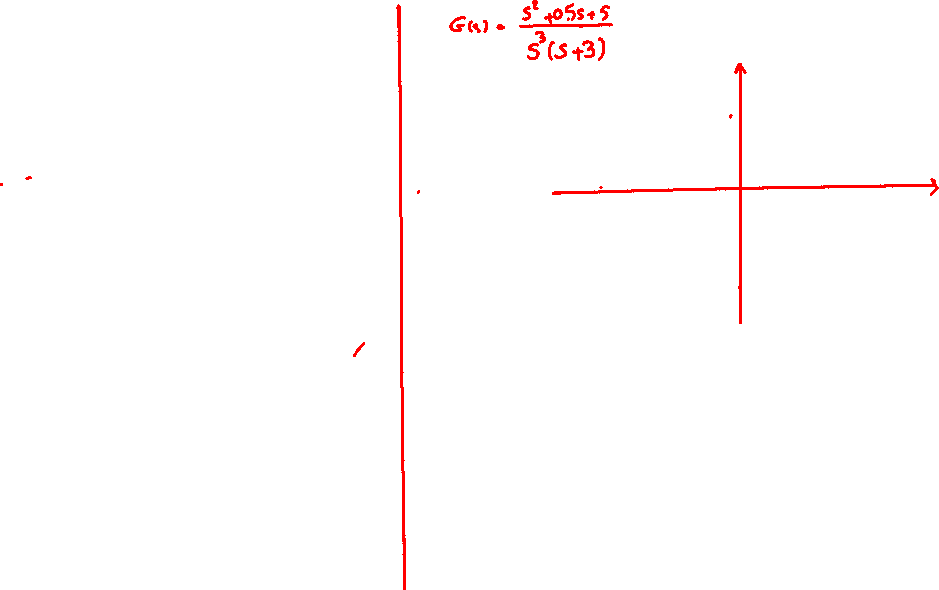 G(s) = (s² + 0.5s + 5) / (s³(s+3))